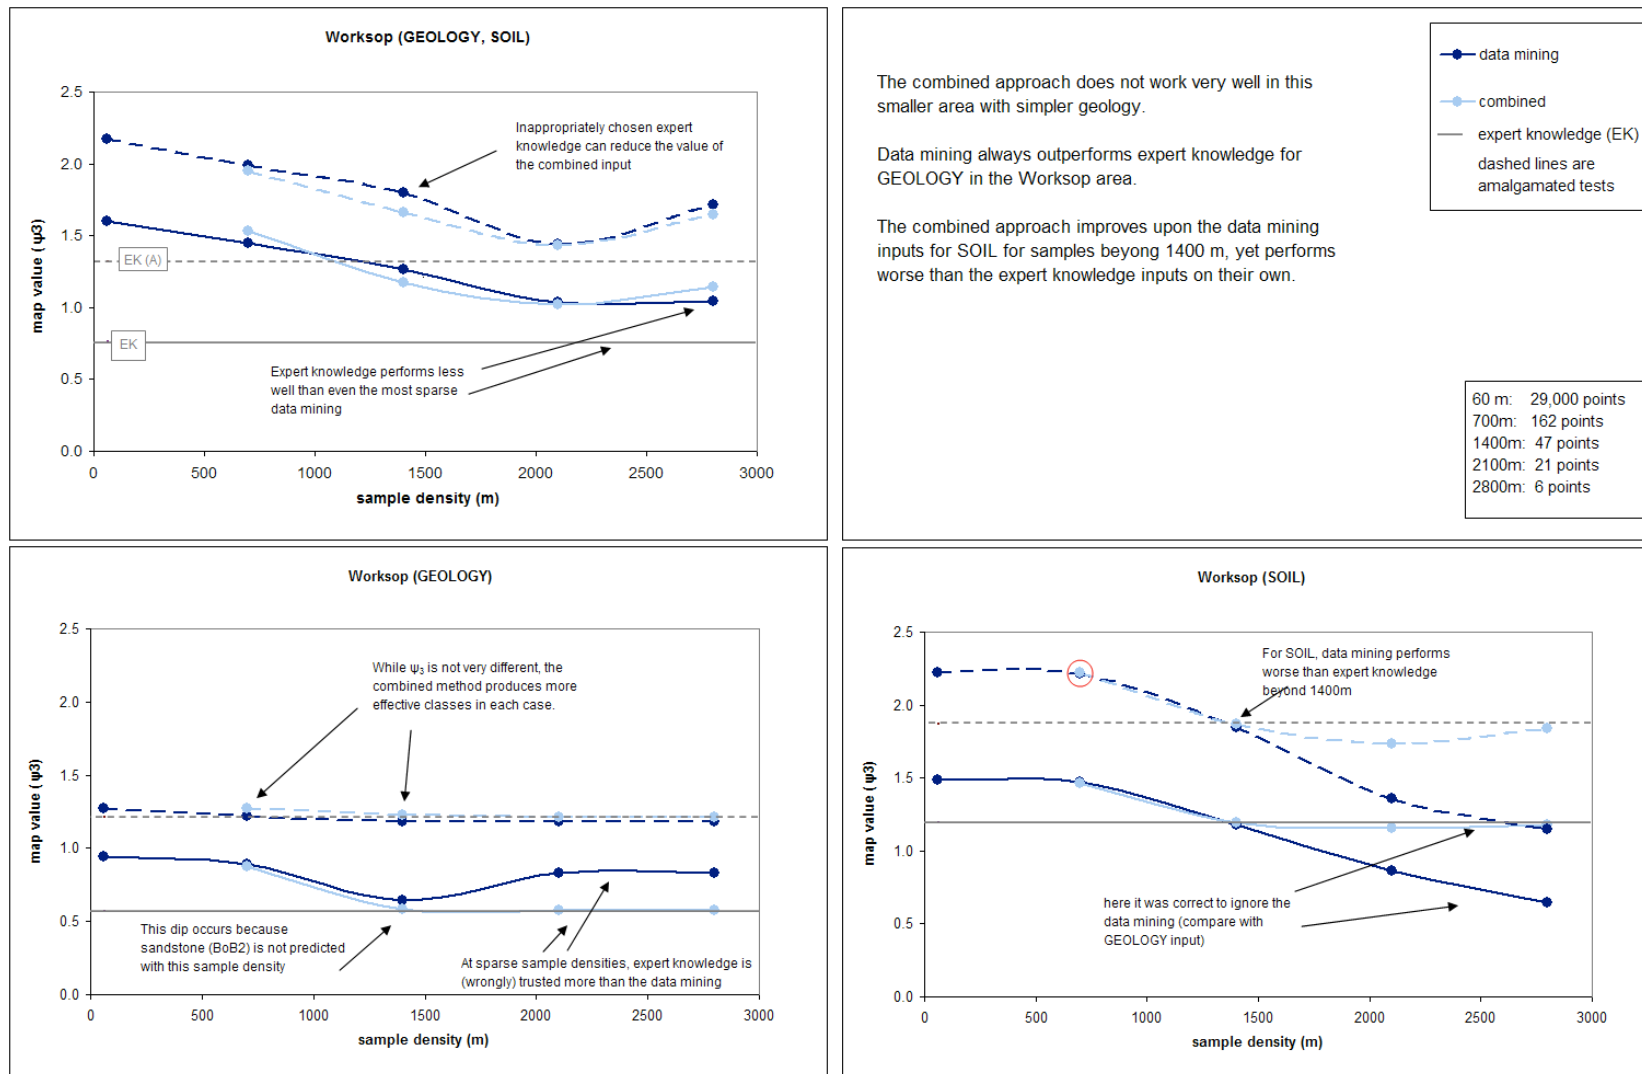 Worksop (GEOLOGY, SOIL)
2.5
2.0
1.5
1.0
0.5
0.0
map value (ψ3)
EK (A)
EK
Inappropriately chosen expert
knowledge can reduce the value of
the combined input
Expert knowledge performs less
well than even the most sparse
data mining
0 500 1000 1500 2000 2500 3000
sample density (m)
The combined approach does not work very well in this
smaller area with simpler geology.
Data mining always outperforms expert knowledge for
GEOLOGY in the Worksop area.
The combined approach improves upon the data mining
inputs for SOIL for samples beyong 1400 m, yet performs
worse than the expert knowledge inputs on their own.
data mining
combined
expert knowledge (EK)
dashed lines are
amalgamated tests
60 m: 29,000 points
700m: 162 points
1400m: 47 points
2100m: 21 points
2800m: 6 points
Worksop (GEOLOGY)
2.5
2.0
1.5
1.0
0.5
0.0
map value (ψ3)
While ψ3 is not very different, the
combined method produces more
effective classes in each case.
This dip occurs because
sandstone (BoB2) is not predicted
with this sample density
At sparse sample densities, expert knowledge is
(wrongly) trusted more than the data mining
0 500 1000 1500 2000 2500 3000
sample density (m)
Worksop (SOIL)
2.5
2.0
1.5
1.0
0.5
0.0
map value (ψ3)
For SOIL, data mining performs
worse than expert knowledge
beyond 1400m
here it was correct to ignore the
data mining (compare with
GEOLOGY input)
0 500 1000 1500 2000 2500 3000
sample density (m)